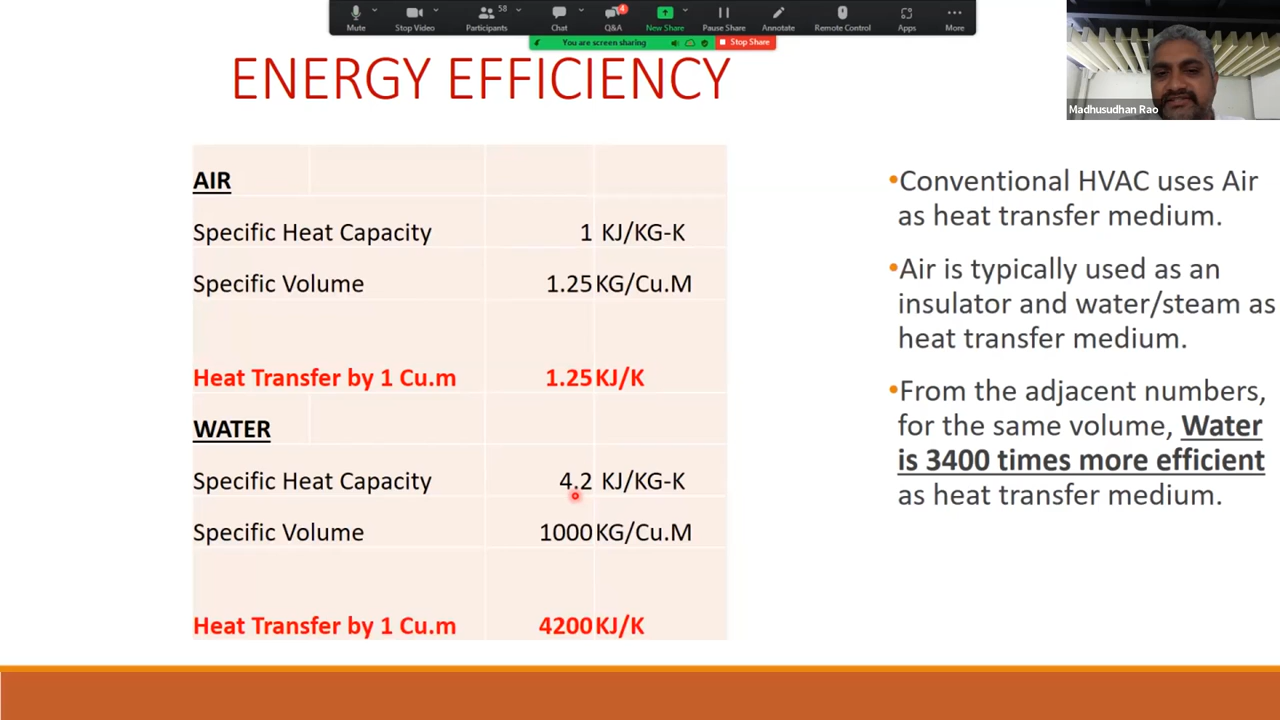 58
4
Mute
Stop Video
Participants
Chat
Q&A
New Share
Pause Share
Annotate
Remote Control
Apps
More
You are screen sharing
Stop Share
Madhusudhan Rao
ENERGY EFFICIENCY
AIR
Specific Heat Capacity 1 KJ/KG-K
Specific Volume 1.25 KG/Cu.M
Heat Transfer by 1 Cu.m 1.25 KJ/K
WATER
Specific Heat Capacity 4.2 KJ/KG-K
Specific Volume 1000 KG/Cu.M
Heat Transfer by 1 Cu.m 4200 KJ/K
•Conventional HVAC uses Air
as heat transfer medium.
•Air is typically used as an
insulator and water/steam as
heat transfer medium.
•From the adjacent numbers,
for the same volume, Water
is 3400 times more efficient
as heat transfer medium.